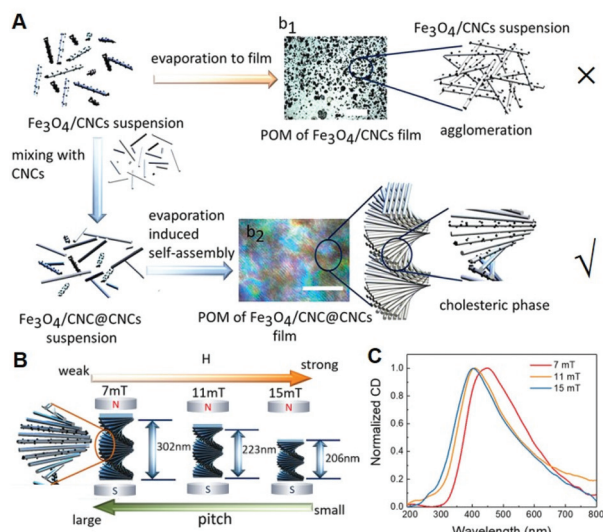 A
b1
Fe3O4/CNCs suspension
evaporation to film
Fe3O4/CNCs suspension
POM of Fe3O4/CNCs film
agglomeration
×
mixing with
CNCs
evaporation
induced
self-assembly
b2
√
cholesteric phase
Fe3O4/CNC@CNCs
suspension
POM of Fe3O4/CNC@CNCs
film
B
H
weak
strong
7mT
11mT
15mT
N
N
N
302nm
223nm
206nm
S
S
large
pitch
small
C
7 mT
11 mT
15 mT
Normalized CD
1.0
0.8
0.6
0.4
0.2
0.0
200 300 400 500 600 700 800
Wavelength (nm)